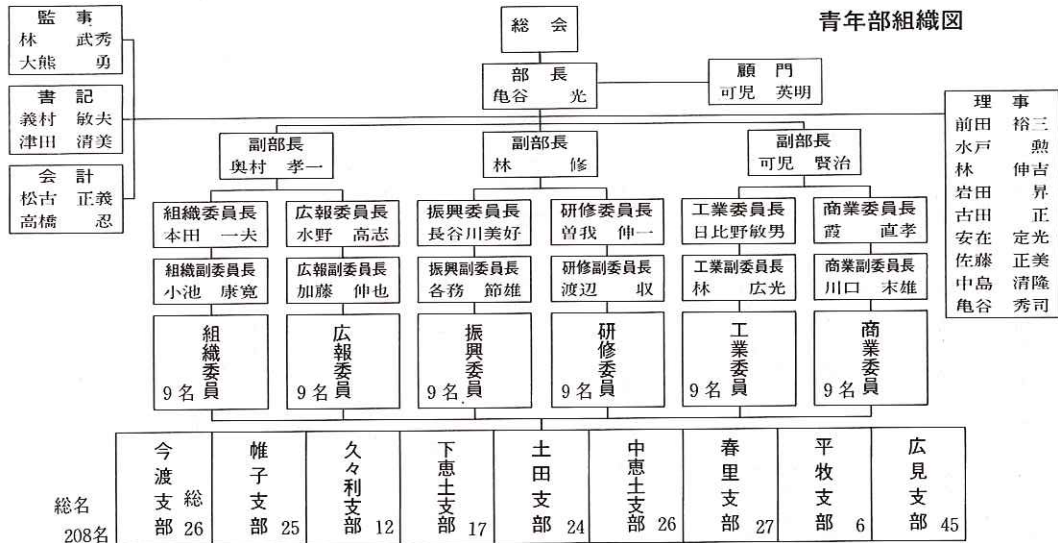 青年部組織図
監事
林 武秀
大熊 勇
書記
義村 敏夫
津田 清美
会計
松古 正義
高橋 忍
総会
部長
亀谷 光
顧門
可児 英明
理事
前田 裕三
水戸 勲
林 伸吉
岩田 昇
古田 正
安在 定光
佐藤 正美
中島 清隆
亀谷 秀司
副部長
奥村 孝一
副部長
林 修
副部長
可児 賢治
組織委員長
本田 一夫
広報委員長
水野 高志
振興委員長
長谷川美好
研修委員長
曽我 伸一
工業委員長
日比野敏男
商業委員長
霞 直孝
組織副委員長
小池 康寛
広報副委員長
加藤 伸也
振興副委員長
各務 節雄
研修副委員長
渡辺 収
工業副委員長
林 広光
商業副委員長
川口 末雄
組織委員
9名
広報委員
9名
振興委員
9名
研修委員
9名
工業委員
9名
商業委員
9名
総名
208名
今渡支部
総
26
帷子支部
25
久々利支部
12
下恵土支部
17
土田支部
24
中恵土支部
26
春里支部
27
平牧支部
6
広見支部
45